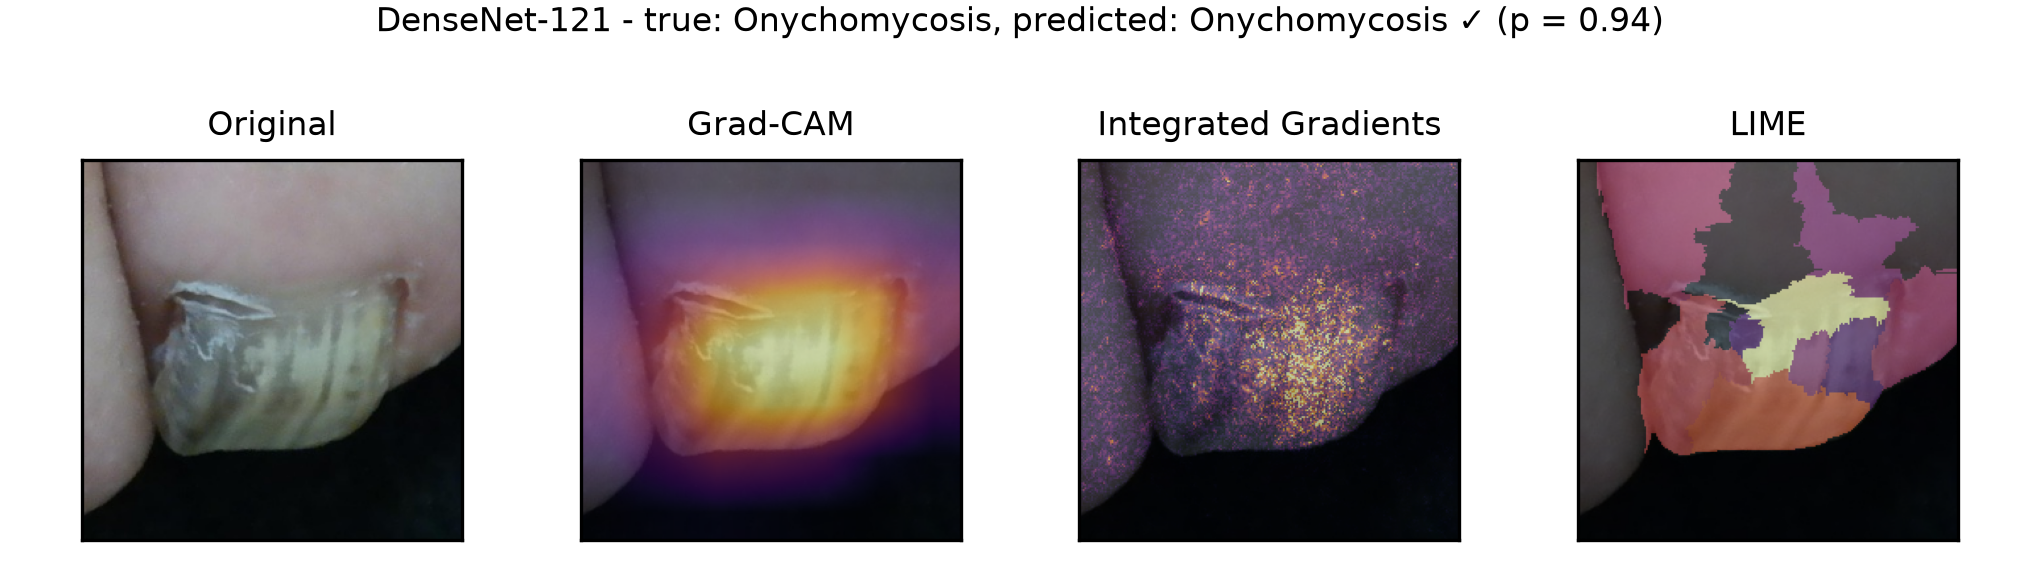 DenseNet-121 - true: Onychomycosis, predicted: Onychomycosis ✓ (p = 0.94)
Original
Grad-CAM
Integrated Gradients
LIME